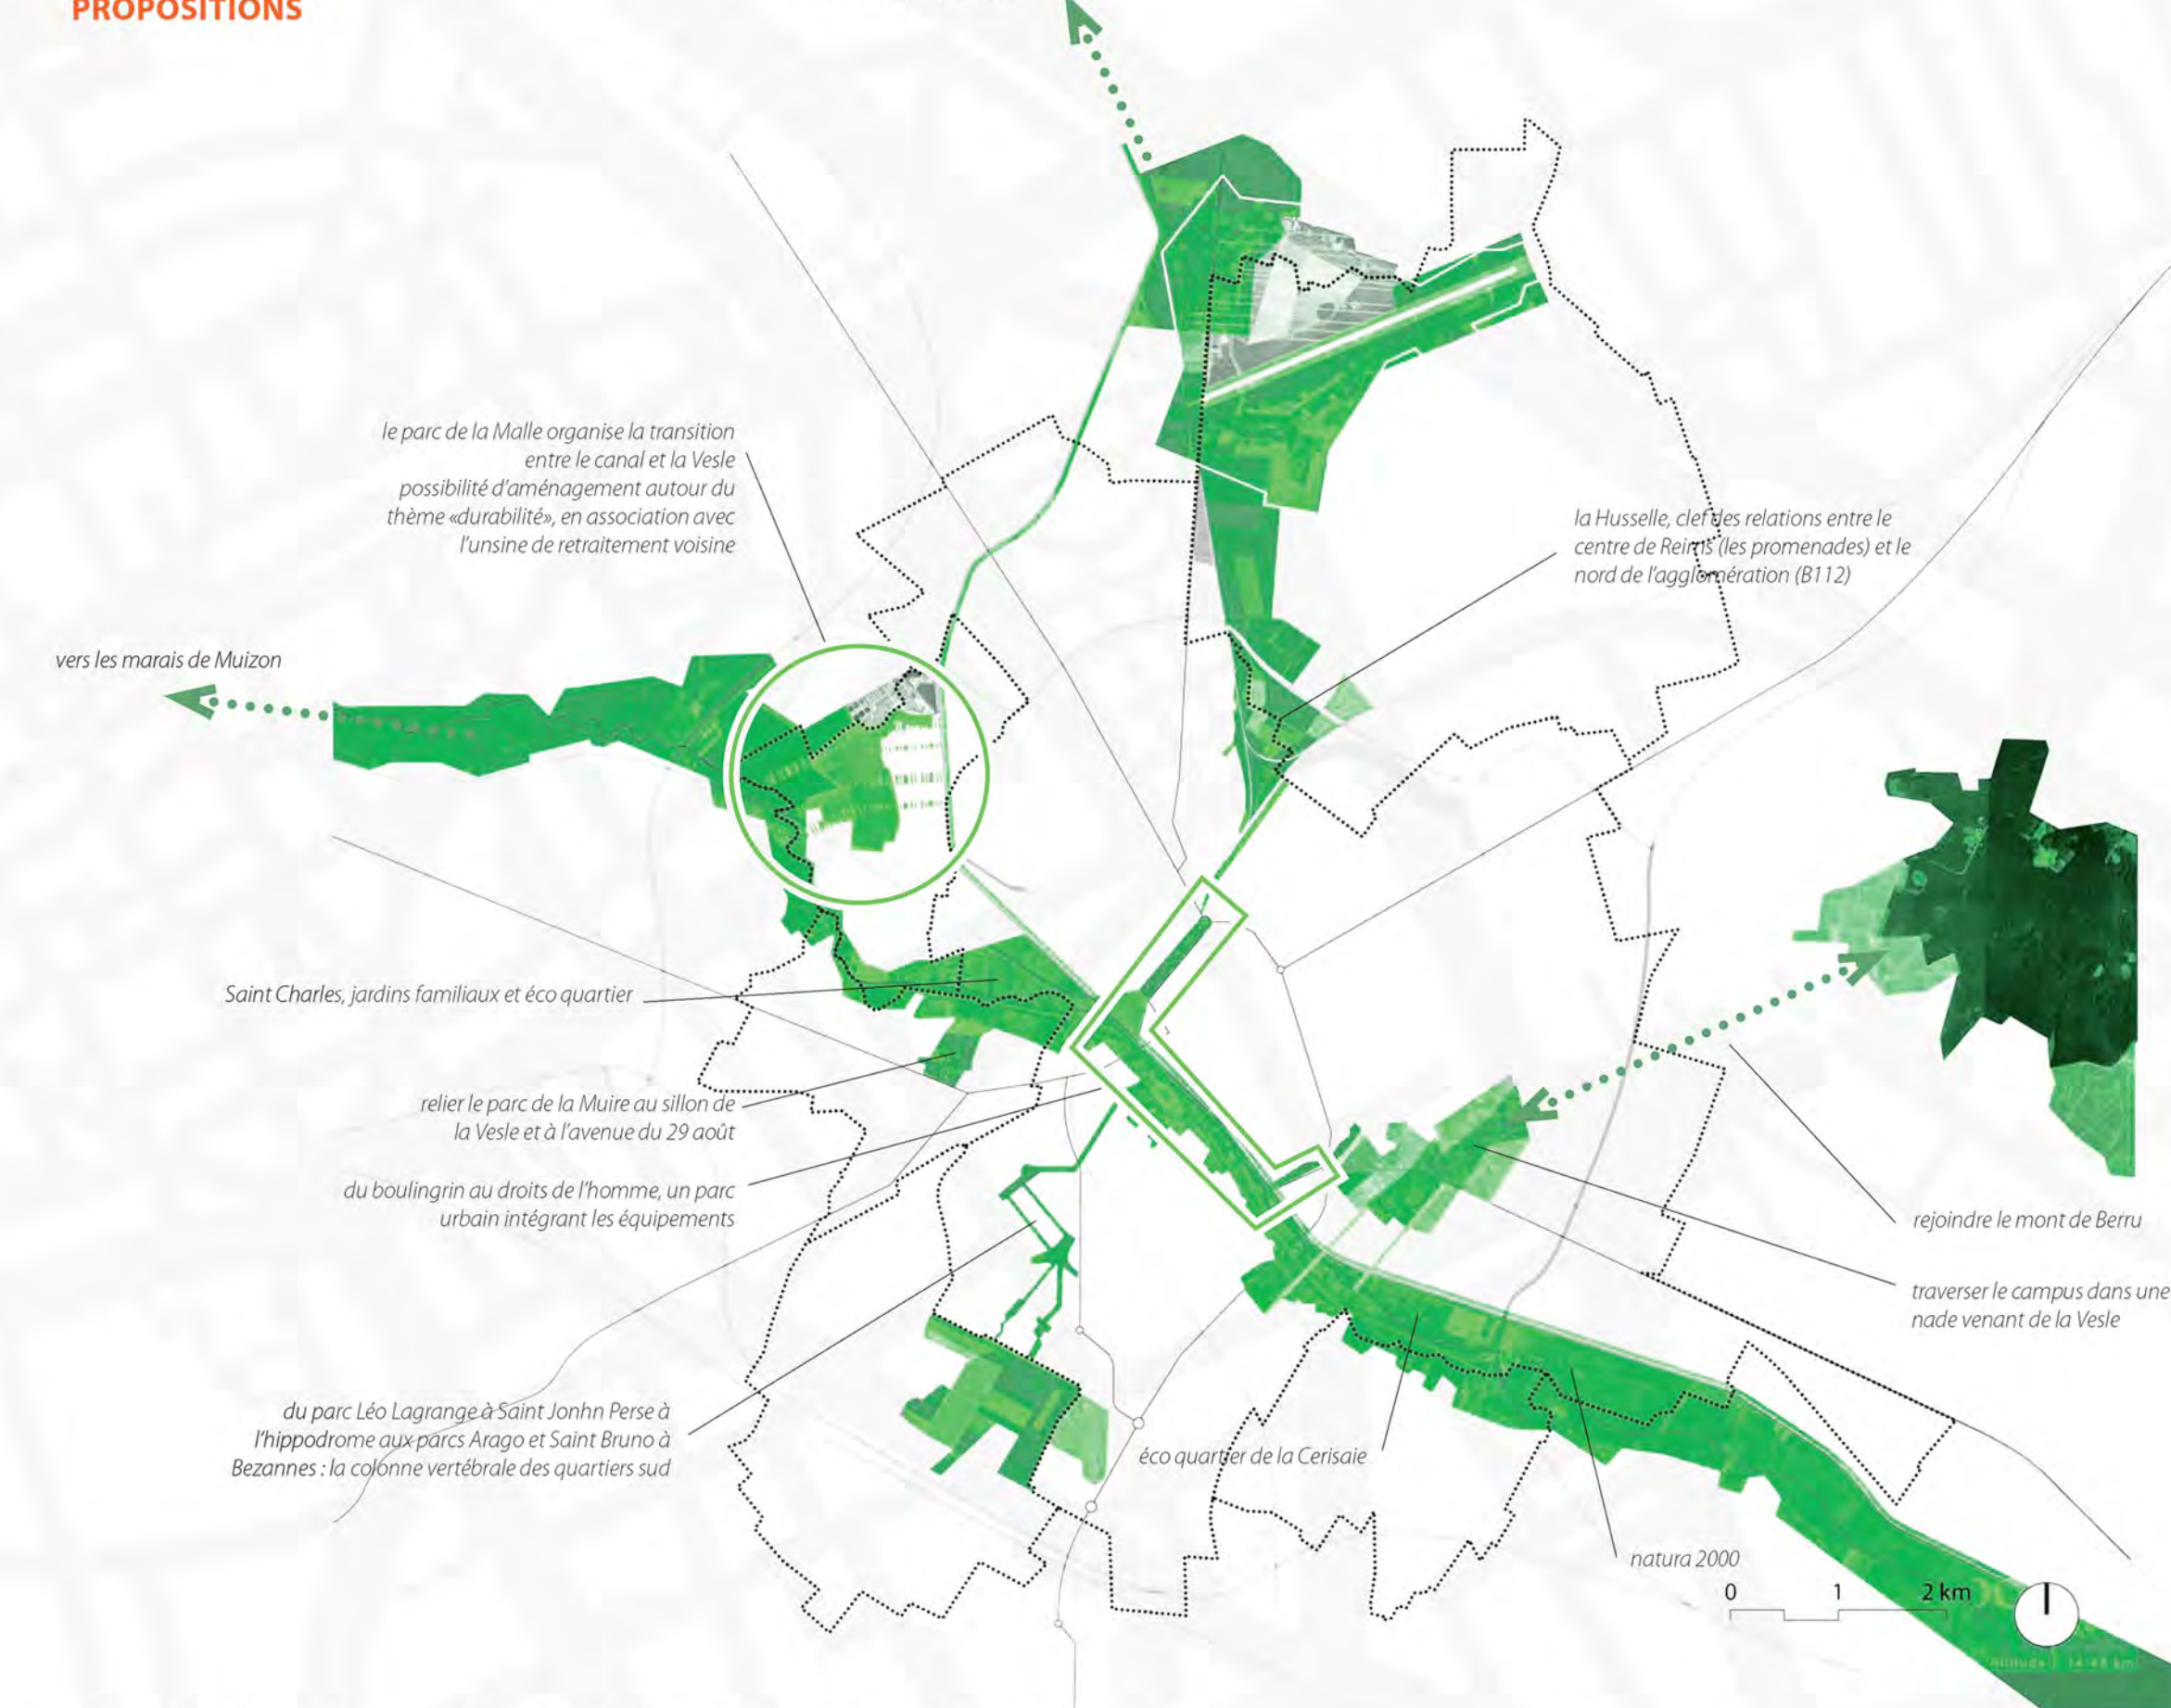 PROPOSITIONS
le parc de la Malle organise la transition
entre le canal et la Vesle
possibilité d'aménagement autour du
thème «durabilité», en association avec
l'unsine de retraitement voisine
la Husselle, clef des relations entre le
centre de Reims (les promenades) et le
nord de l'agglomération (B112)
vers les marais de Muizon
Saint Charles, jardins familiaux et éco quartier
relier le parc de la Muire au sillon de
la Vesle et à l'avenue du 29 août
du boulingrin au droits de l'homme, un parc
urbain intégrant les équipements
rejoindre le mont de Berru
traverser le campus dans une
nade venant de la Vesle
du parc Léo Lagrange à Saint Jonhn Perse à
l'hippodrome aux parcs Arago et Saint Bruno à
Bezannes : la colonne vertébrale des quartiers sud
éco quartier de la Cerisaie
natura 2000
0 1 2 km
Altitude